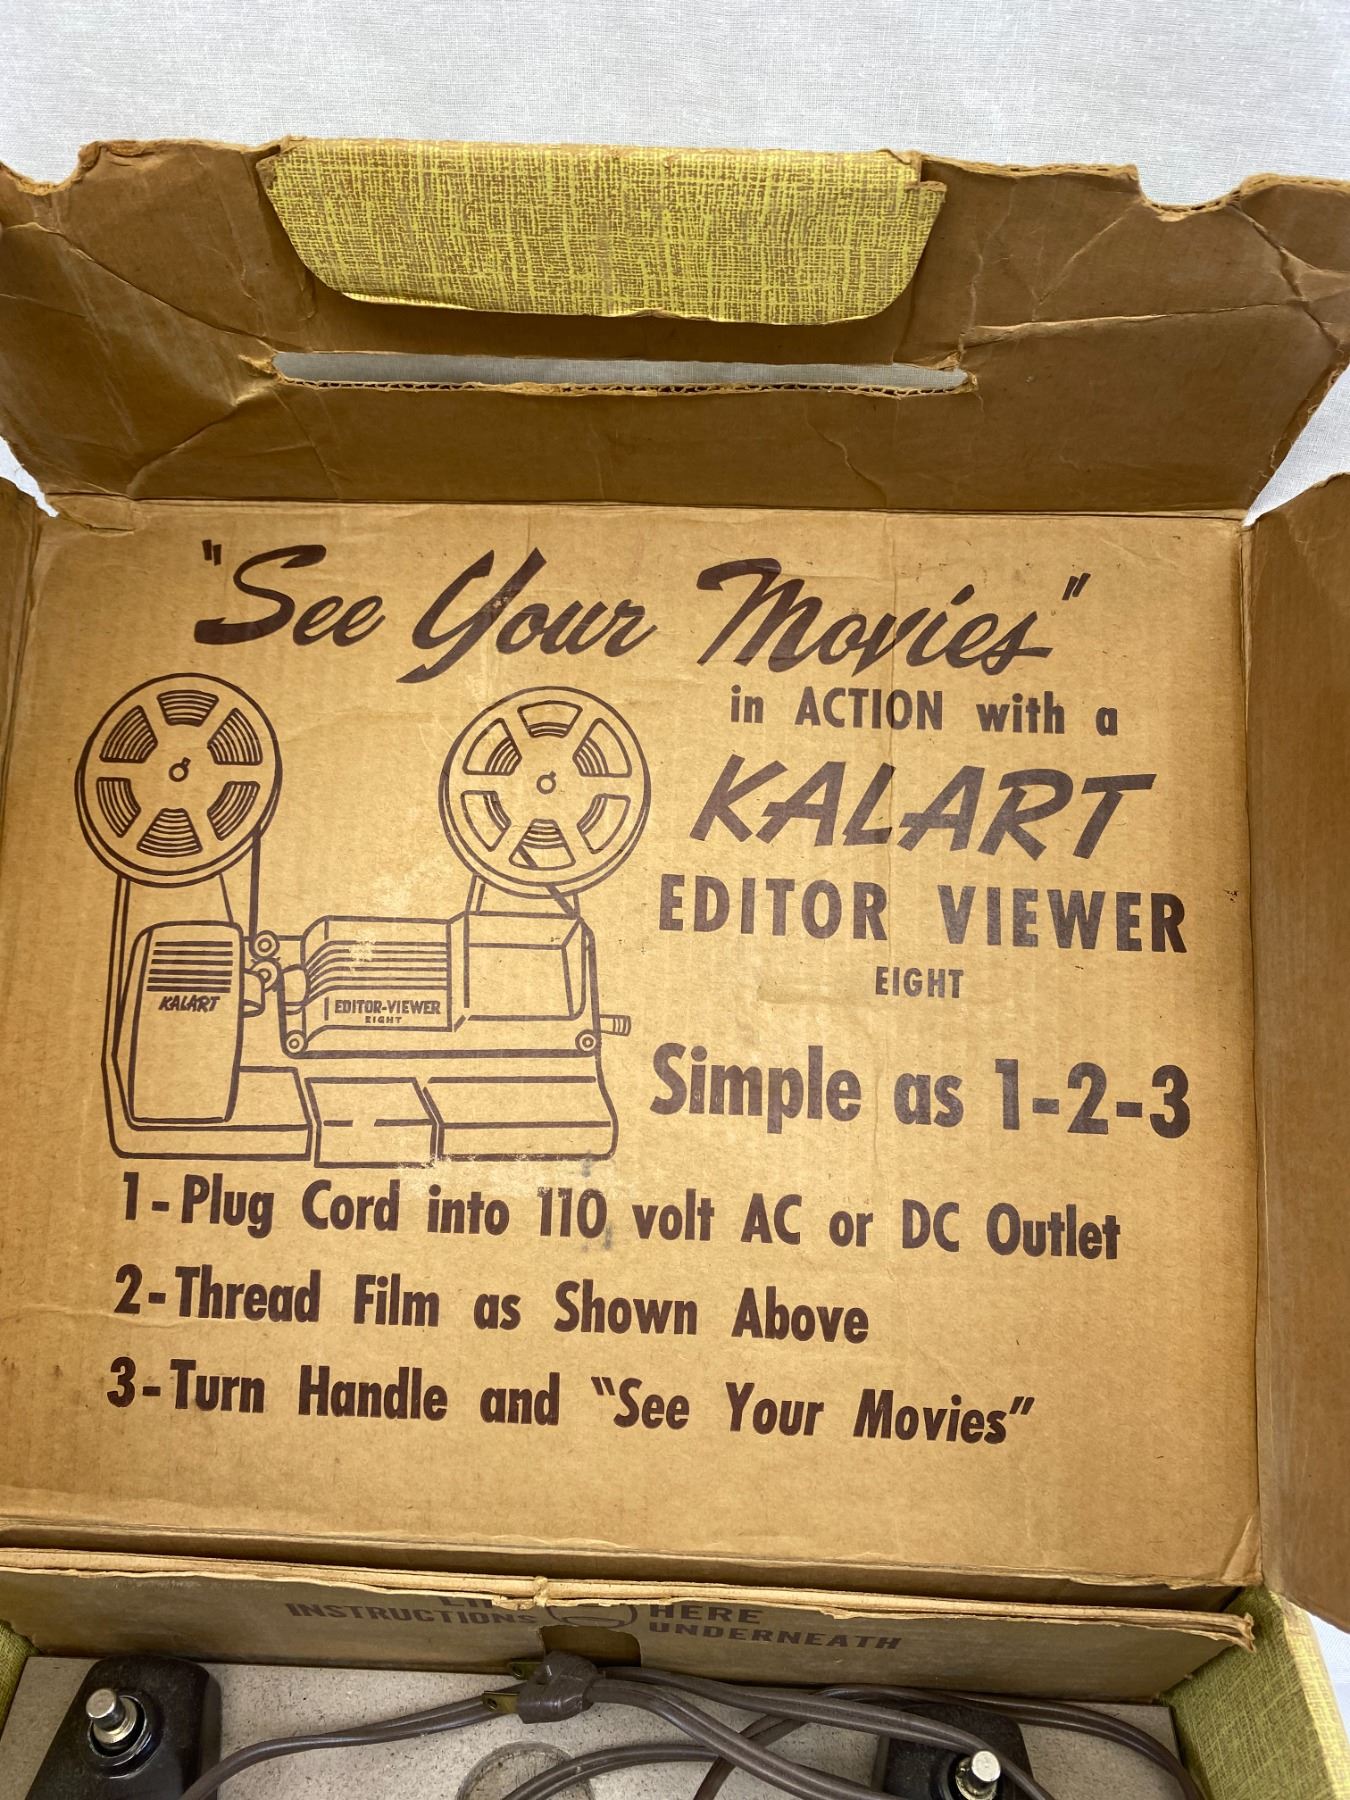 "See Your Movies"
in ACTION with a
KALART
EDITOR VIEWER
EIGHT
KALART
EDITOR-VIEWER
EIGHT
Simple as 1-2-3
1-Plug Cord into 110 volt AC or DC Outlet
2-Thread Film as Shown Above
3-Turn Handle and "See Your Movies"
HERE
INSTRUCTIONS UNDERNEATH